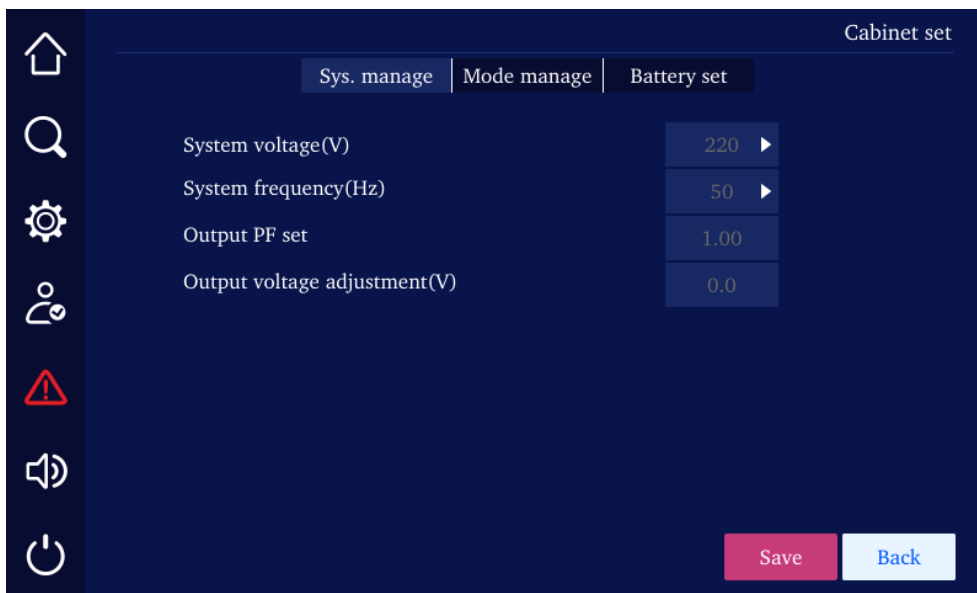 Cabinet set
Sys. manage Mode manage Battery set
System voltage(V) 220
System frequency(Hz) 50
Output PF set 1.00
Output voltage adjustment(V) 0.0
Save Back